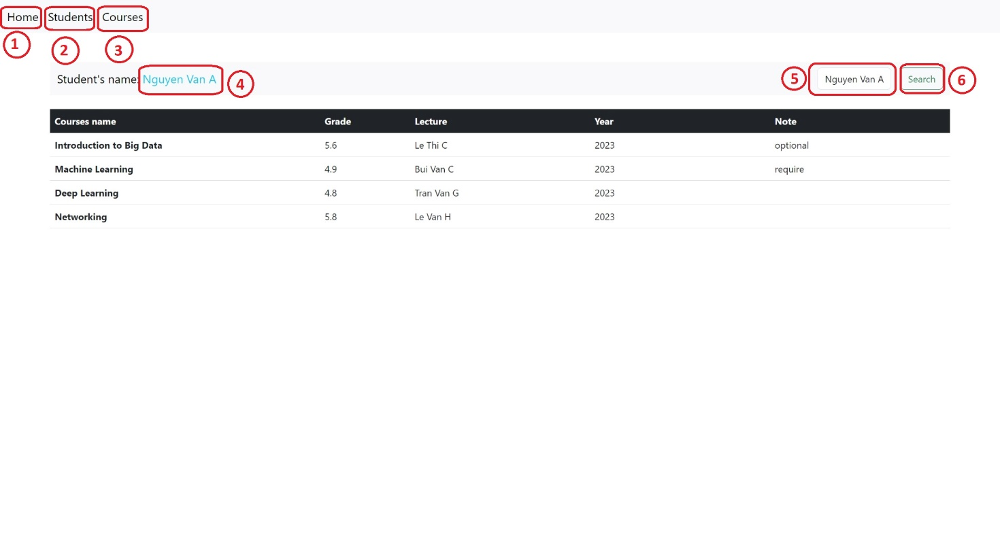 Home Students Courses
1 2 3
Student's name: Nguyen Van A 4 5 Nguyen Van A Search 6
Courses name Grade Lecture Year Note
Introduction to Big Data 5.6 Le Thi C 2023 optional
Machine Learning 4.9 Bui Van C 2023 require
Deep Learning 4.8 Tran Van G 2023
Networking 5.8 Le Van H 2023